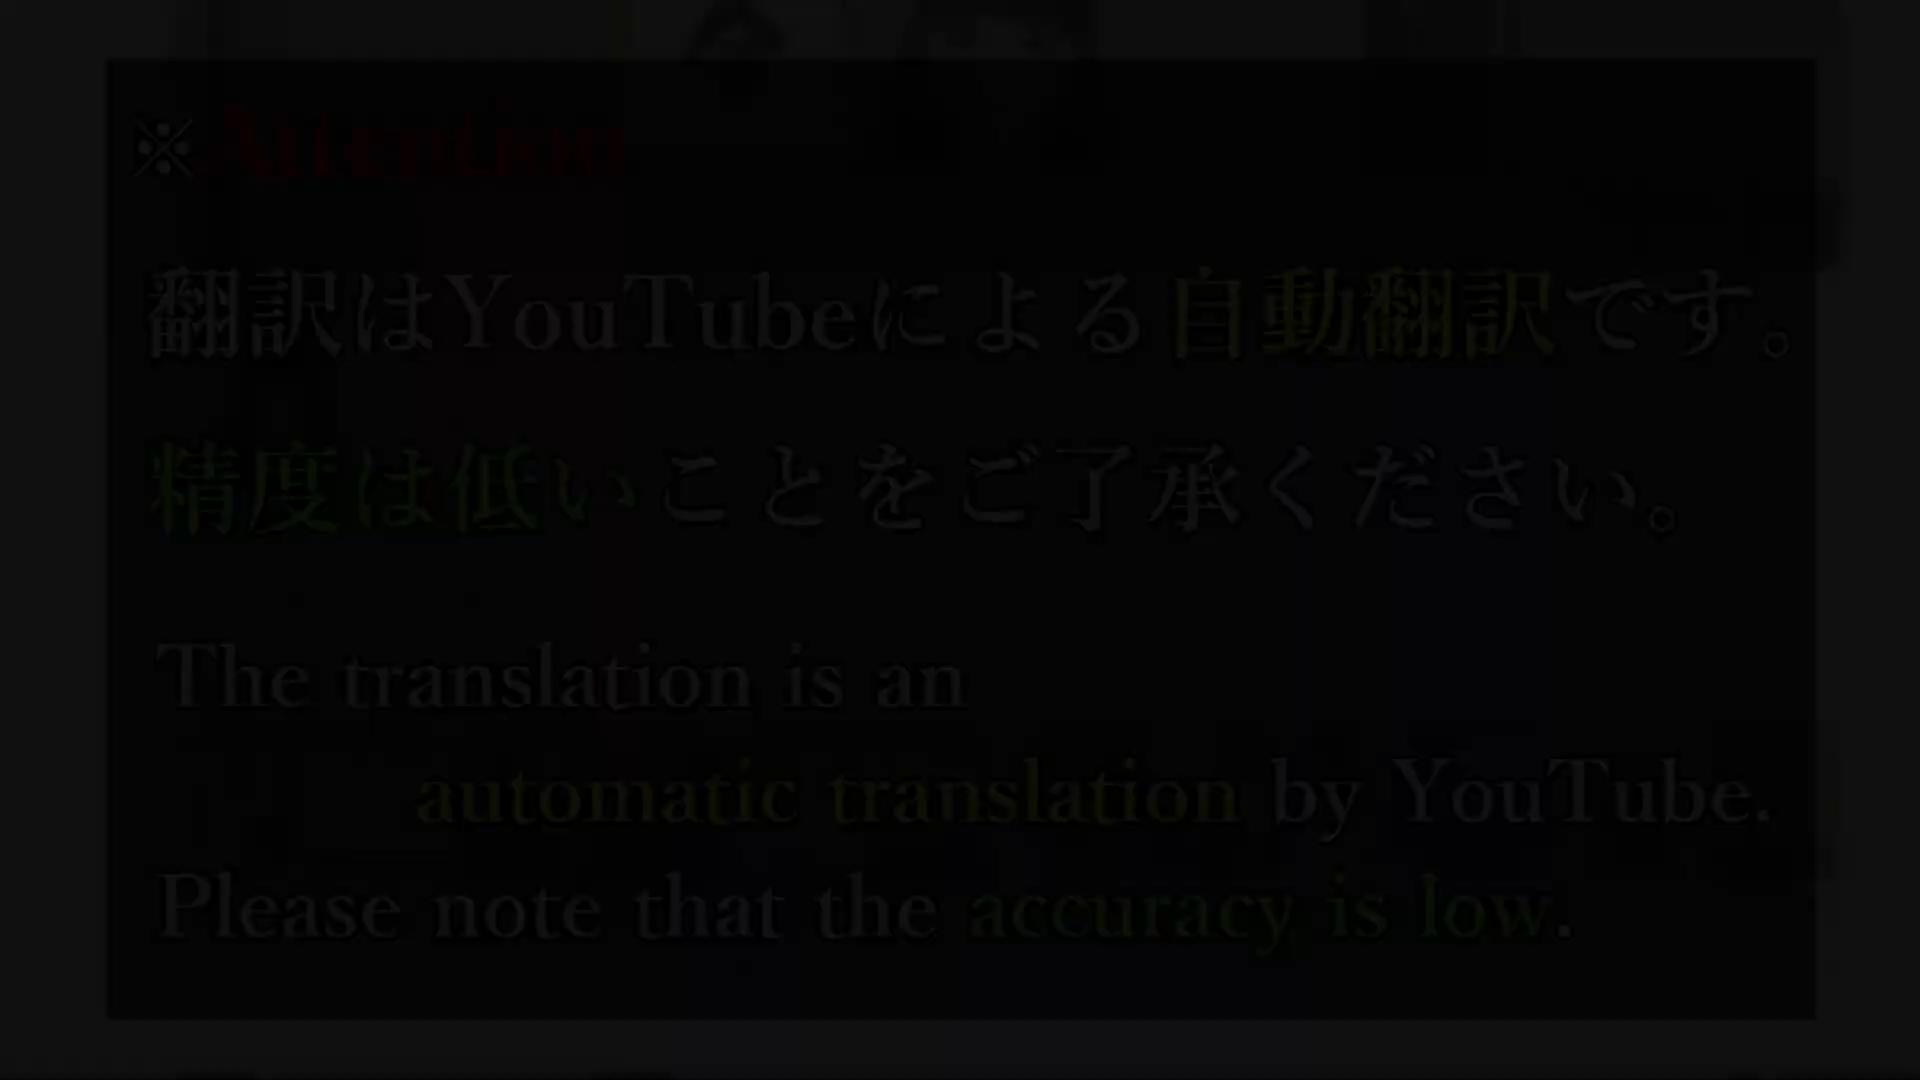 ※Attention
翻訳はYouTubeによる自動翻訳です。
精度は低いことをご了承ください。
The translation is an
automatic translation by YouTube.
Please note that the accuracy is low.